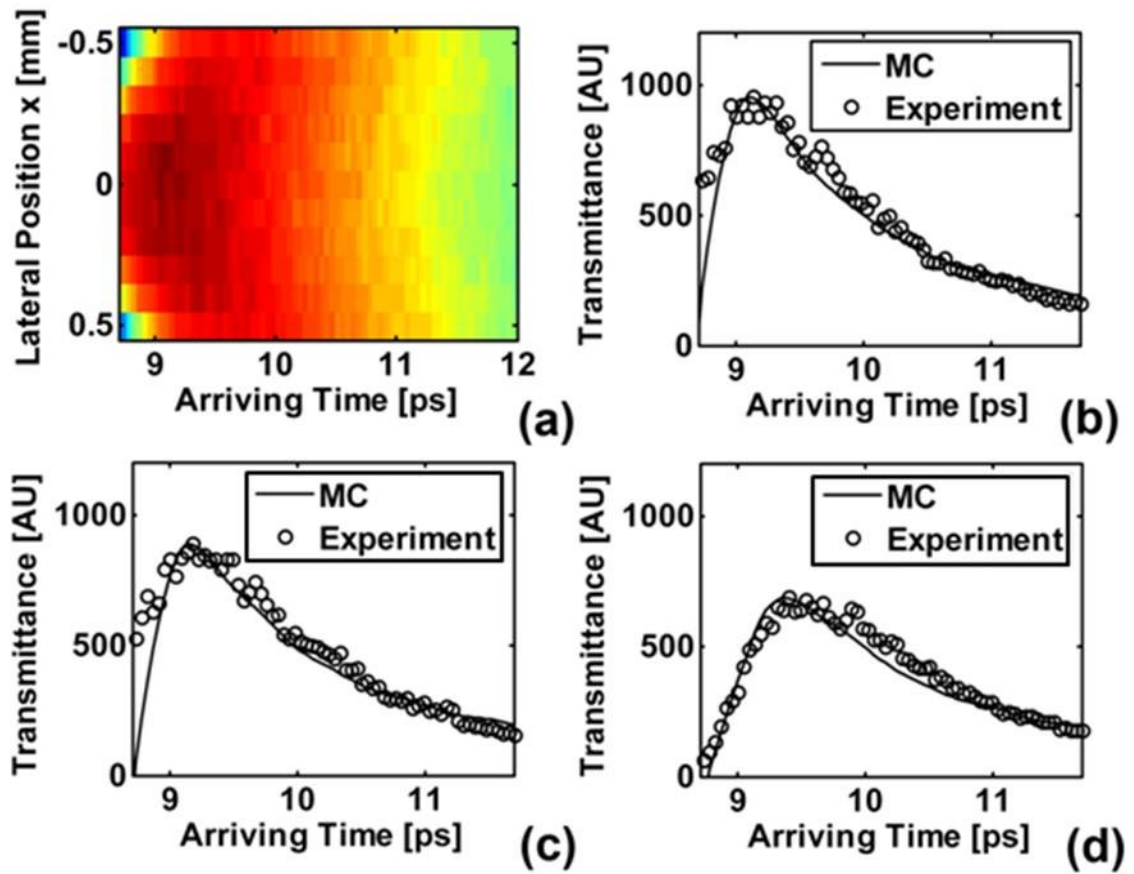 Lateral Position x [mm]
-0.5
0
0.5
9 10 11 12
Arriving Time [ps]
(a)
Transmittance [AU]
1000
500
0
MC
Experiment
9 10 11
Arriving Time [ps]
(b)
Transmittance [AU]
1000
500
0
MC
Experiment
9 10 11
Arriving Time [ps]
(c)
Transmittance [AU]
1000
500
0
MC
Experiment
9 10 11
Arriving Time [ps]
(d)